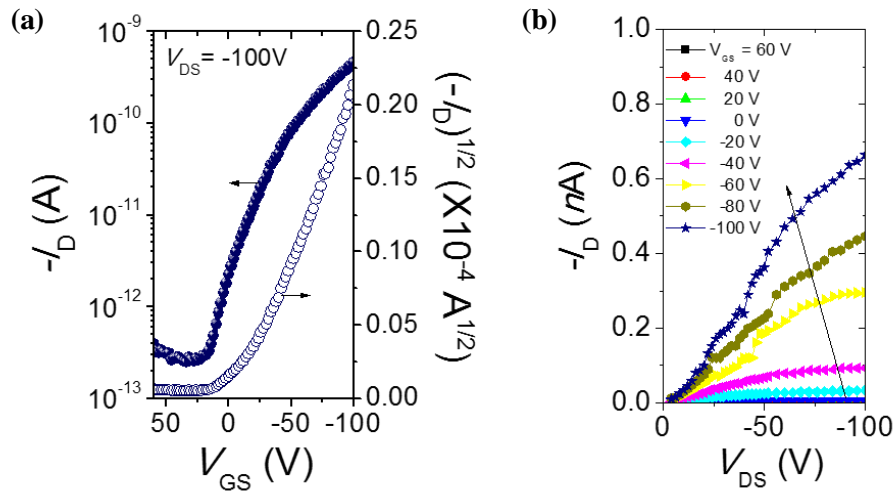 (a)
10⁻⁹
10⁻¹⁰
10⁻¹¹
10⁻¹²
10⁻¹³
-I_D (A)
V_DS= -100V
0.25
0.20
0.15
0.10
0.05
0.00
(-I_D)^1/2 (X10⁻⁴ A^1/2)
50 0 -50 -100
V_GS (V)
(b)
1.0
0.8
0.6
0.4
0.2
0.0
-I_D (nA)
V_GS = 60 V
40 V
20 V
0 V
-20 V
-40 V
-60 V
-80 V
-100 V
0 -50 -100
V_DS (V)